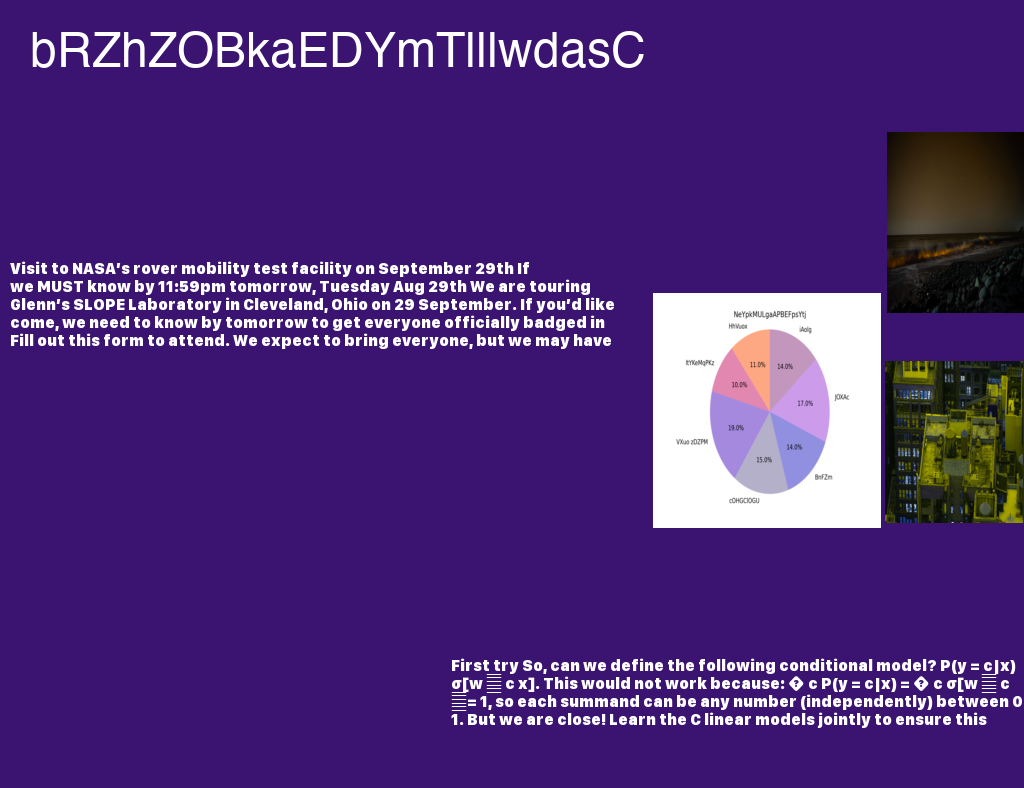 bRZhZOBkaEDYmTlllwdasC
Visit to NASA’s rover mobility test facility on September 29th If
we MUST know by 11:59pm tomorrow, Tuesday Aug 29th We are touring
Glenn’s SLOPE Laboratory in Cleveland, Ohio on 29 September. If you’d like
come, we need to know by tomorrow to get everyone officially badged in
Fill out this form to attend. We expect to bring everyone, but we may have
NeYpkMULgaAPBEFpsYtj
HhVuox
iAolg
ItYKeMqPKz
11.0%
14.0%
10.0%
JOXAc
17.0%
19.0%
VXuo zDZPM
14.0%
15.0%
BnFZm
cOHGClOGU
First try So, can we define the following conditional model? P(y = c|x)
σ[w c x]. This would not work because: � c P(y = c|x) = � c σ[w c
= 1, so each summand can be any number (independently) between 0
1. But we are close! Learn the C linear models jointly to ensure this